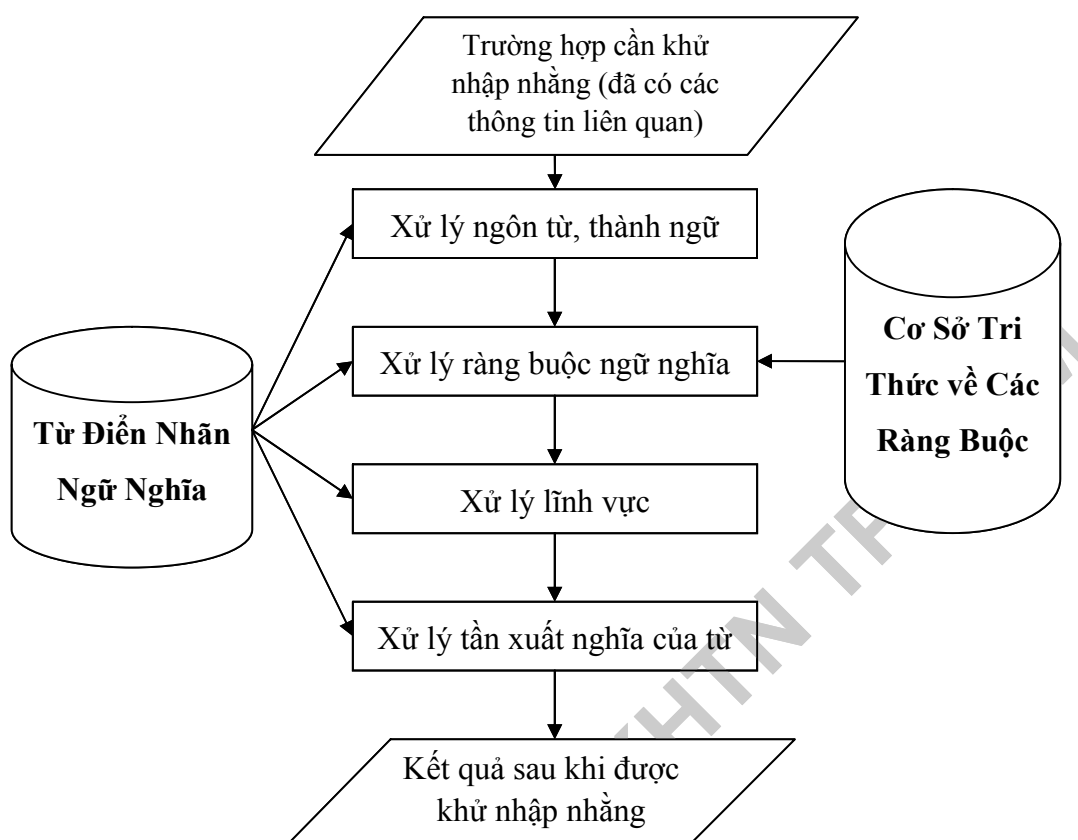 Trường hợp cần khử
nhập nhằng (đã có các
thông tin liên quan)
Xử lý ngôn từ, thành ngữ
Xử lý ràng buộc ngữ nghĩa
Cơ Sở Tri
Thức về Các
Ràng Buộc
Từ Điển Nhãn
Ngữ Nghĩa
Xử lý lĩnh vực
Xử lý tần xuất nghĩa của từ
Kết quả sau khi được
khử nhập nhằng
KHTN